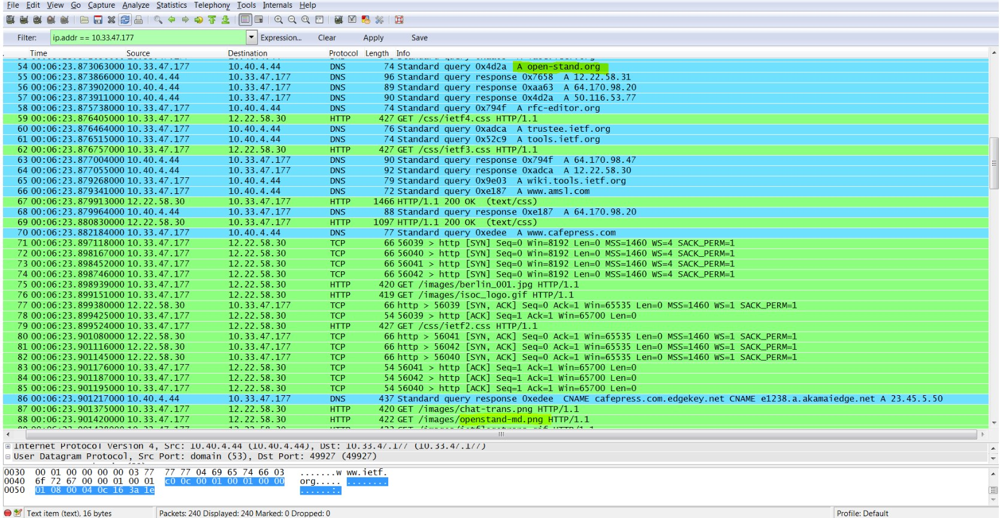 File Edit View Go Capture Analyze Statistics Telephony Tools Internals Help
Filter: ip.addr == 10.33.47.177 Expression... Clear Apply Save
Time Source Destination Protocol Length Info
54 00:06:23.873063000 10.33.47.177 10.40.4.44 DNS 74 Standard query 0x4d2a A open-stand.org
55 00:06:23.873866000 10.40.4.44 10.33.47.177 DNS 96 Standard query response 0x7658 A 12.22.58.31
56 00:06:23.873902000 10.40.4.44 10.33.47.177 DNS 89 Standard query response 0xaa63 A 64.170.98.20
57 00:06:23.873911000 10.40.4.44 10.33.47.177 DNS 90 Standard query response 0x4d2a A 50.116.53.77
58 00:06:23.875738000 10.33.47.177 10.40.4.44 DNS 74 Standard query 0x794f A rfc-editor.org
59 00:06:23.876405000 10.33.47.177 12.22.58.30 HTTP 427 GET /css/ietf4.css HTTP/1.1
60 00:06:23.876464000 10.33.47.177 10.40.4.44 DNS 76 Standard query 0xadca A trustee.ietf.org
61 00:06:23.876515000 10.33.47.177 10.40.4.44 DNS 74 Standard query 0x52c9 A tools.ietf.org
62 00:06:23.876757000 10.33.47.177 12.22.58.30 HTTP 427 GET /css/ietf3.css HTTP/1.1
63 00:06:23.877004000 10.40.4.44 10.33.47.177 DNS 90 Standard query response 0x794f A 64.170.98.47
64 00:06:23.877055000 10.40.4.44 10.33.47.177 DNS 92 Standard query response 0xadca A 12.22.58.30
65 00:06:23.879268000 10.33.47.177 10.40.4.44 DNS 79 Standard query 0x9e03 A wiki.tools.ietf.org
66 00:06:23.879341000 10.33.47.177 10.40.4.44 DNS 72 Standard query 0xe187 A www.amsl.com
67 00:06:23.879913000 12.22.58.30 10.33.47.177 HTTP 1466 HTTP/1.1 200 OK (text/css)
68 00:06:23.879964000 10.40.4.44 10.33.47.177 DNS 88 Standard query response 0xe187 A 64.170.98.20
69 00:06:23.880830000 12.22.58.30 10.33.47.177 HTTP 1097 HTTP/1.1 200 OK (text/css)
70 00:06:23.882184000 10.33.47.177 10.40.4.44 DNS 77 Standard query 0xedee A www.cafepress.com
71 00:06:23.897118000 10.33.47.177 12.22.58.30 TCP 66 56039 > http [SYN] Seq=0 Win=8192 Len=0 MSS=1460 WS=4 SACK_PERM=1
72 00:06:23.898167000 10.33.47.177 12.22.58.30 TCP 66 56040 > http [SYN] Seq=0 Win=8192 Len=0 MSS=1460 WS=4 SACK_PERM=1
73 00:06:23.898452000 10.33.47.177 12.22.58.30 TCP 66 56041 > http [SYN] Seq=0 Win=8192 Len=0 MSS=1460 WS=4 SACK_PERM=1
74 00:06:23.898746000 10.33.47.177 12.22.58.30 TCP 66 56042 > http [SYN] Seq=0 Win=8192 Len=0 MSS=1460 WS=4 SACK_PERM=1
75 00:06:23.898939000 10.33.47.177 12.22.58.30 HTTP 420 GET /images/berlin_001.jpg HTTP/1.1
76 00:06:23.899151000 10.33.47.177 12.22.58.30 HTTP 419 GET /images/isoc_logo.gif HTTP/1.1
77 00:06:23.899380000 12.22.58.30 10.33.47.177 TCP 66 http > 56039 [SYN, ACK] Seq=0 Ack=1 Win=65535 Len=0 MSS=1460 WS=1 SACK_PERM=1
78 00:06:23.899425000 10.33.47.177 12.22.58.30 TCP 54 56039 > http [ACK] Seq=1 Ack=1 Win=65700 Len=0
79 00:06:23.899524000 10.33.47.177 12.22.58.30 HTTP 427 GET /css/ietf2.css HTTP/1.1
80 00:06:23.901080000 12.22.58.30 10.33.47.177 TCP 66 http > 56041 [SYN, ACK] Seq=0 Ack=1 Win=65535 Len=0 MSS=1460 WS=1 SACK_PERM=1
81 00:06:23.901116000 12.22.58.30 10.33.47.177 TCP 66 http > 56042 [SYN, ACK] Seq=0 Ack=1 Win=65535 Len=0 MSS=1460 WS=1 SACK_PERM=1
82 00:06:23.901145000 12.22.58.30 10.33.47.177 TCP 66 http > 56040 [SYN, ACK] Seq=0 Ack=1 Win=65535 Len=0 MSS=1460 WS=1 SACK_PERM=1
83 00:06:23.901176000 10.33.47.177 12.22.58.30 TCP 54 56041 > http [ACK] Seq=1 Ack=1 Win=65700 Len=0
84 00:06:23.901187000 10.33.47.177 12.22.58.30 TCP 54 56042 > http [ACK] Seq=1 Ack=1 Win=65700 Len=0
85 00:06:23.901195000 10.33.47.177 12.22.58.30 TCP 54 56040 > http [ACK] Seq=1 Ack=1 Win=65700 Len=0
86 00:06:23.901217000 10.40.4.44 10.33.47.177 DNS 437 Standard query response 0xedee CNAME cafepress.com.edgekey.net CNAME e1238.a.akamaiedge.net A 23.45.5.50
87 00:06:23.901375000 10.33.47.177 12.22.58.30 HTTP 420 GET /images/chat-trans.png HTTP/1.1
88 00:06:23.901420000 10.33.47.177 12.22.58.30 HTTP 422 GET /images/openstand-md.png HTTP/1.1
Internet Protocol Version 4, Src: 10.40.4.44 (10.40.4.44), Dst: 10.33.47.177 (10.33.47.177)
User Datagram Protocol, Src Port: domain (53), Dst Port: 49927 (49927)
0030 00 01 00 00 00 00 03 77 77 77 04 69 65 74 66 03 .......w ww.ietf.
0040 6f 72 67 00 00 01 00 01 c0 0c 00 01 00 01 00 00 org..... ........
0050 01 08 00 04 0c 16 3a 1e ......:.
Text item (text), 16 bytes Packets: 240 Displayed: 240 Marked: 0 Dropped: 0 Profile: Default